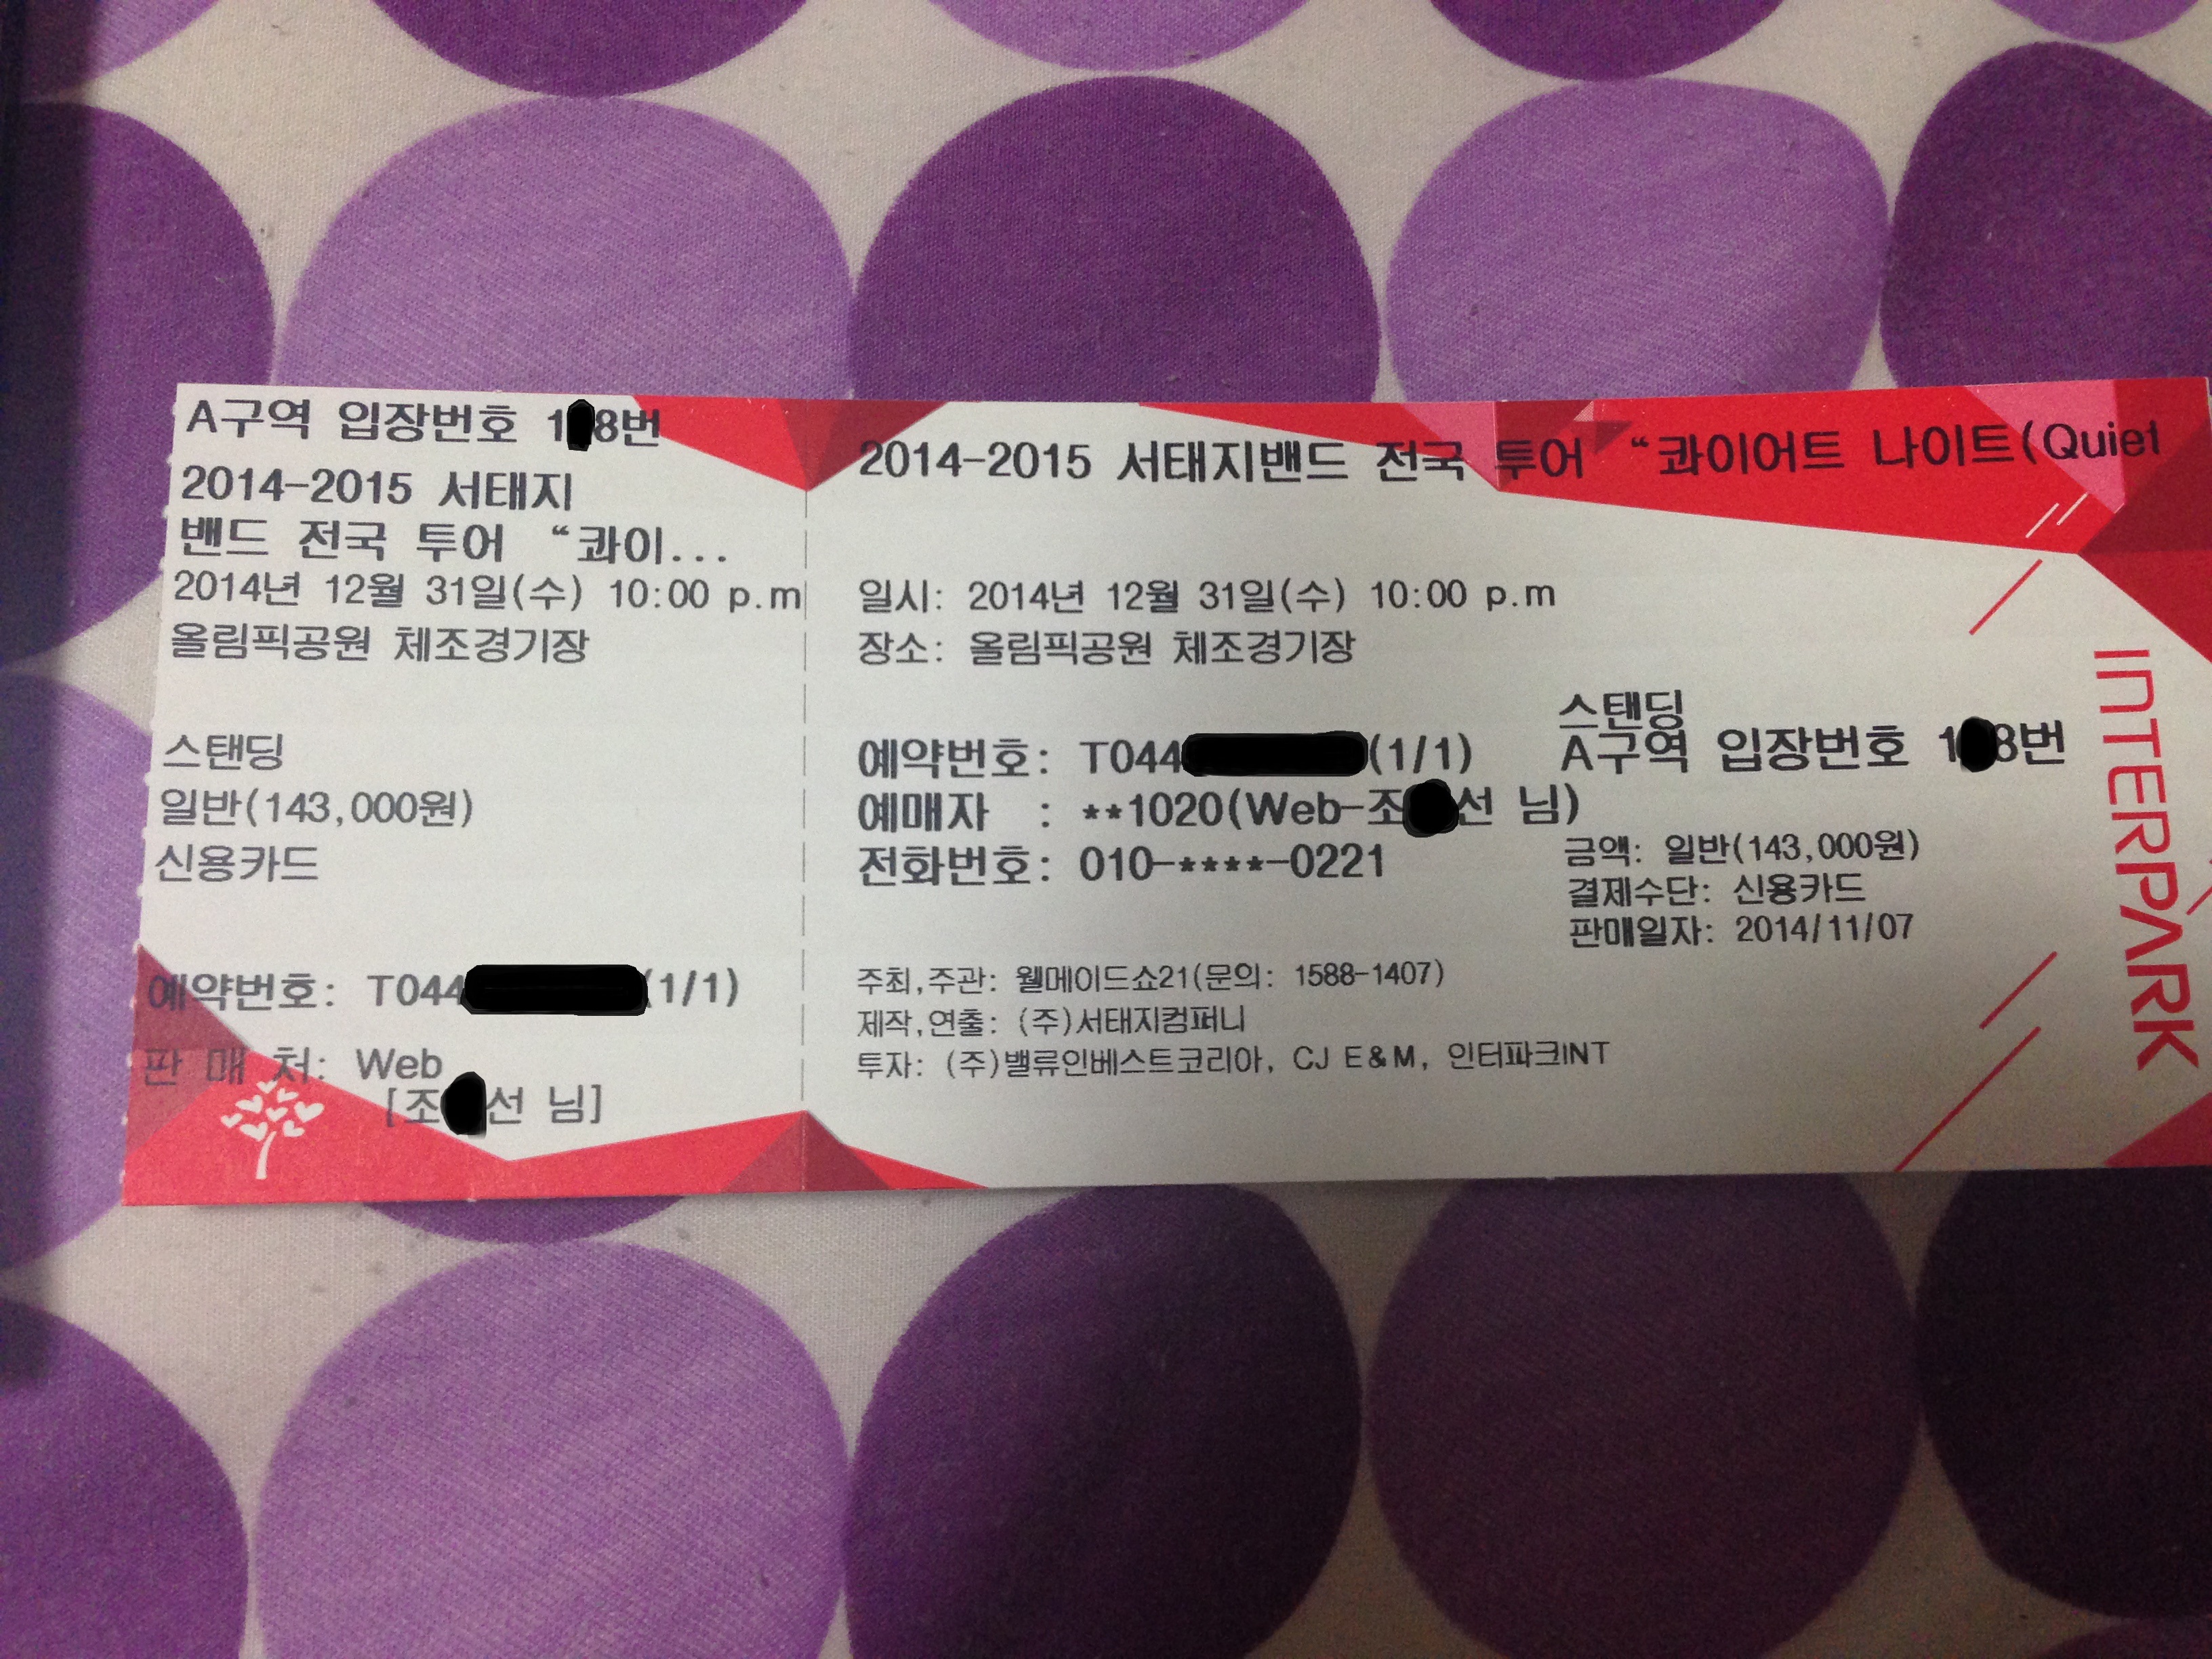 A구역 입장번호 1 8번
2014-2015 서태지
밴드 전국 투어 “콰이...
2014년 12월 31일(수) 10:00 p.m
올림픽공원 체조경기장
스탠딩
일반(143,000원)
신용카드
예약번호: T044 (1/1)
판 매 처: Web
[조 선 님]
2014-2015 서태지밴드 전국 투어 “콰이어트 나이트(Quiet
일시: 2014년 12월 31일(수) 10:00 p.m
장소: 올림픽공원 체조경기장
예약번호: T044 (1/1)
예매자 : **1020(Web-조 선 님)
전화번호: 010-****-0221
스탠딩
A구역 입장번호 1 8번
금액: 일반(143,000원)
결제수단: 신용카드
판매일자: 2014/11/07
주최,주관: 웰메이드쇼21(문의: 1588-1407)
제작,연출: (주)서태지컴퍼니
투자: (주)밸류인베스트코리아, CJ E&M, 인터파크INT
INTERPARK